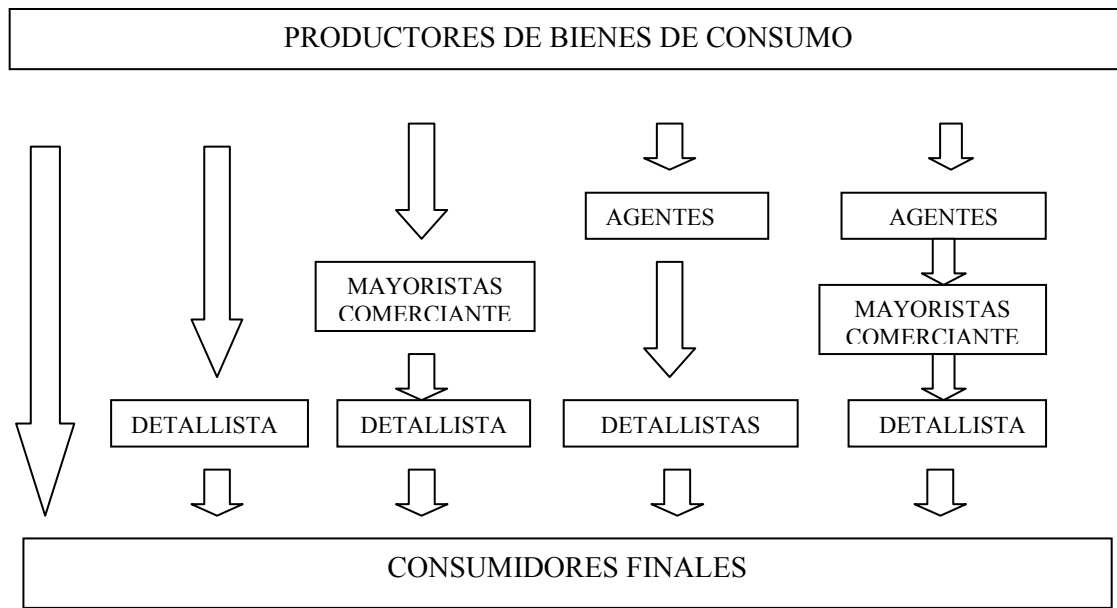 PRODUCTORES DE BIENES DE CONSUMO
AGENTES
AGENTES
MAYORISTAS
COMERCIANTE
MAYORISTAS
COMERCIANTE
DETALLISTA
DETALLISTA
DETALLISTAS
DETALLISTA
CONSUMIDORES FINALES